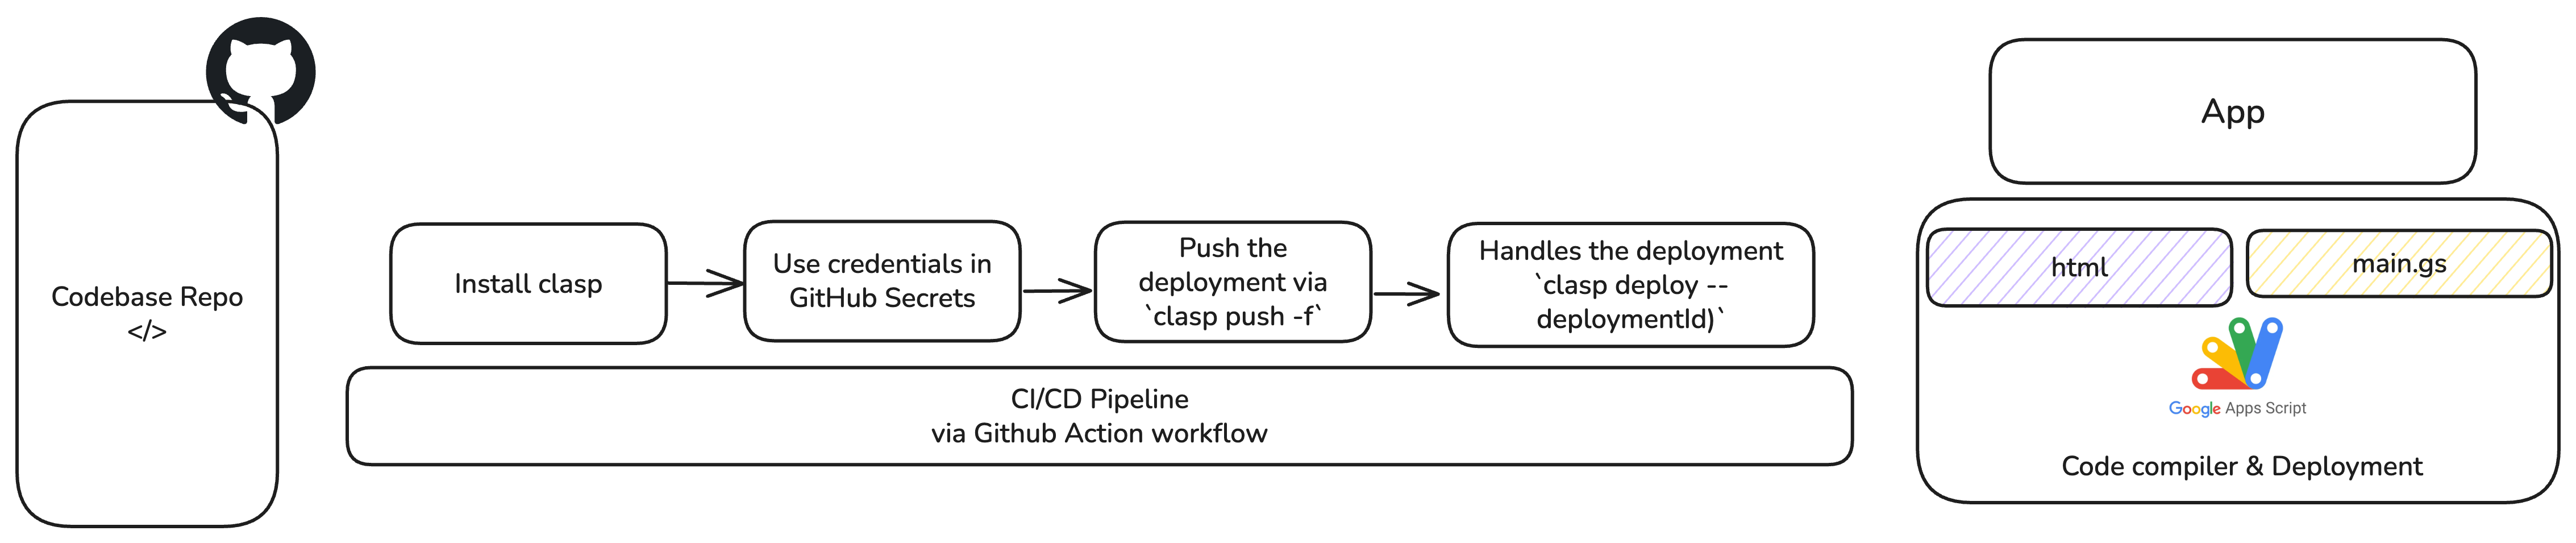 Codebase Repo
</>
Install clasp
Use credentials in
GitHub Secrets
Push the
deployment via
`clasp push -f`
Handles the deployment
`clasp deploy --
deploymentId)`
CI/CD Pipeline
via Github Action workflow
App
html
main.gs
Google Apps Script
Code compiler & Deployment